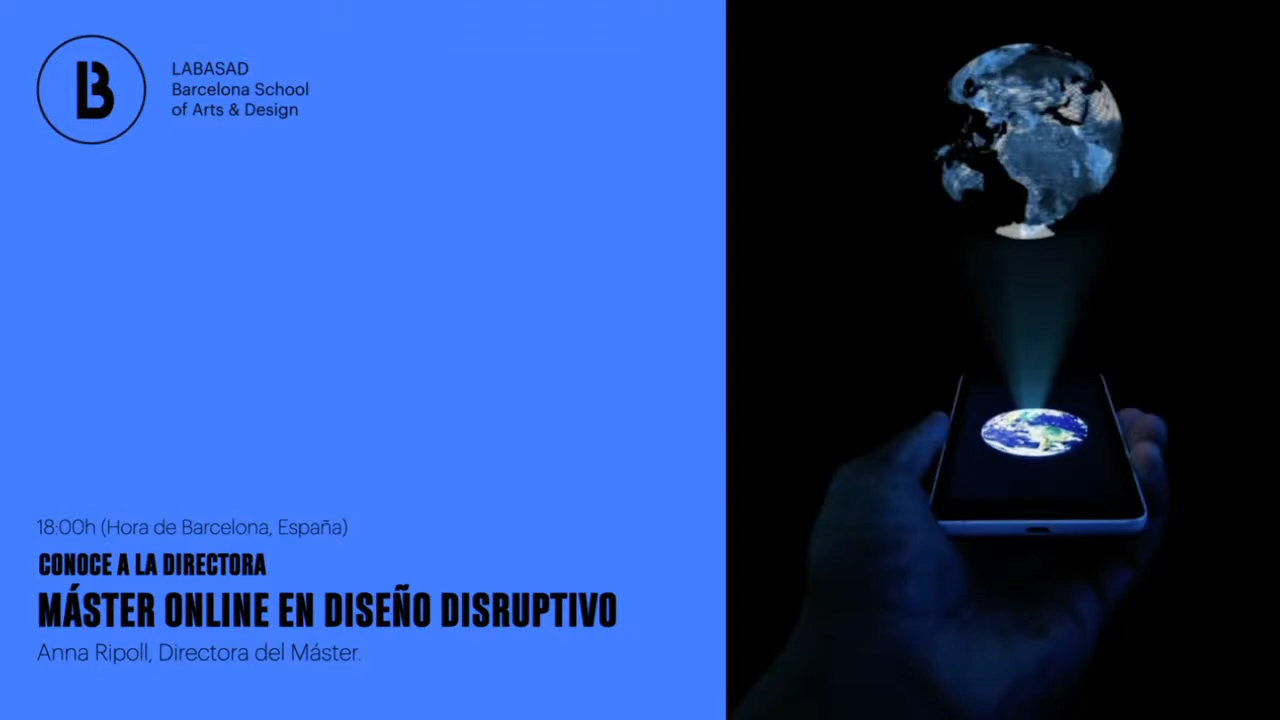 B
LABASAD
Barcelona School
of Arts & Design
18:00h (Hora de Barcelona, España)
CONOCE A LA DIRECTORA
MÁSTER ONLINE EN DISEÑO DISRUPTIVO
Anna Ripoll, Directora del Máster.